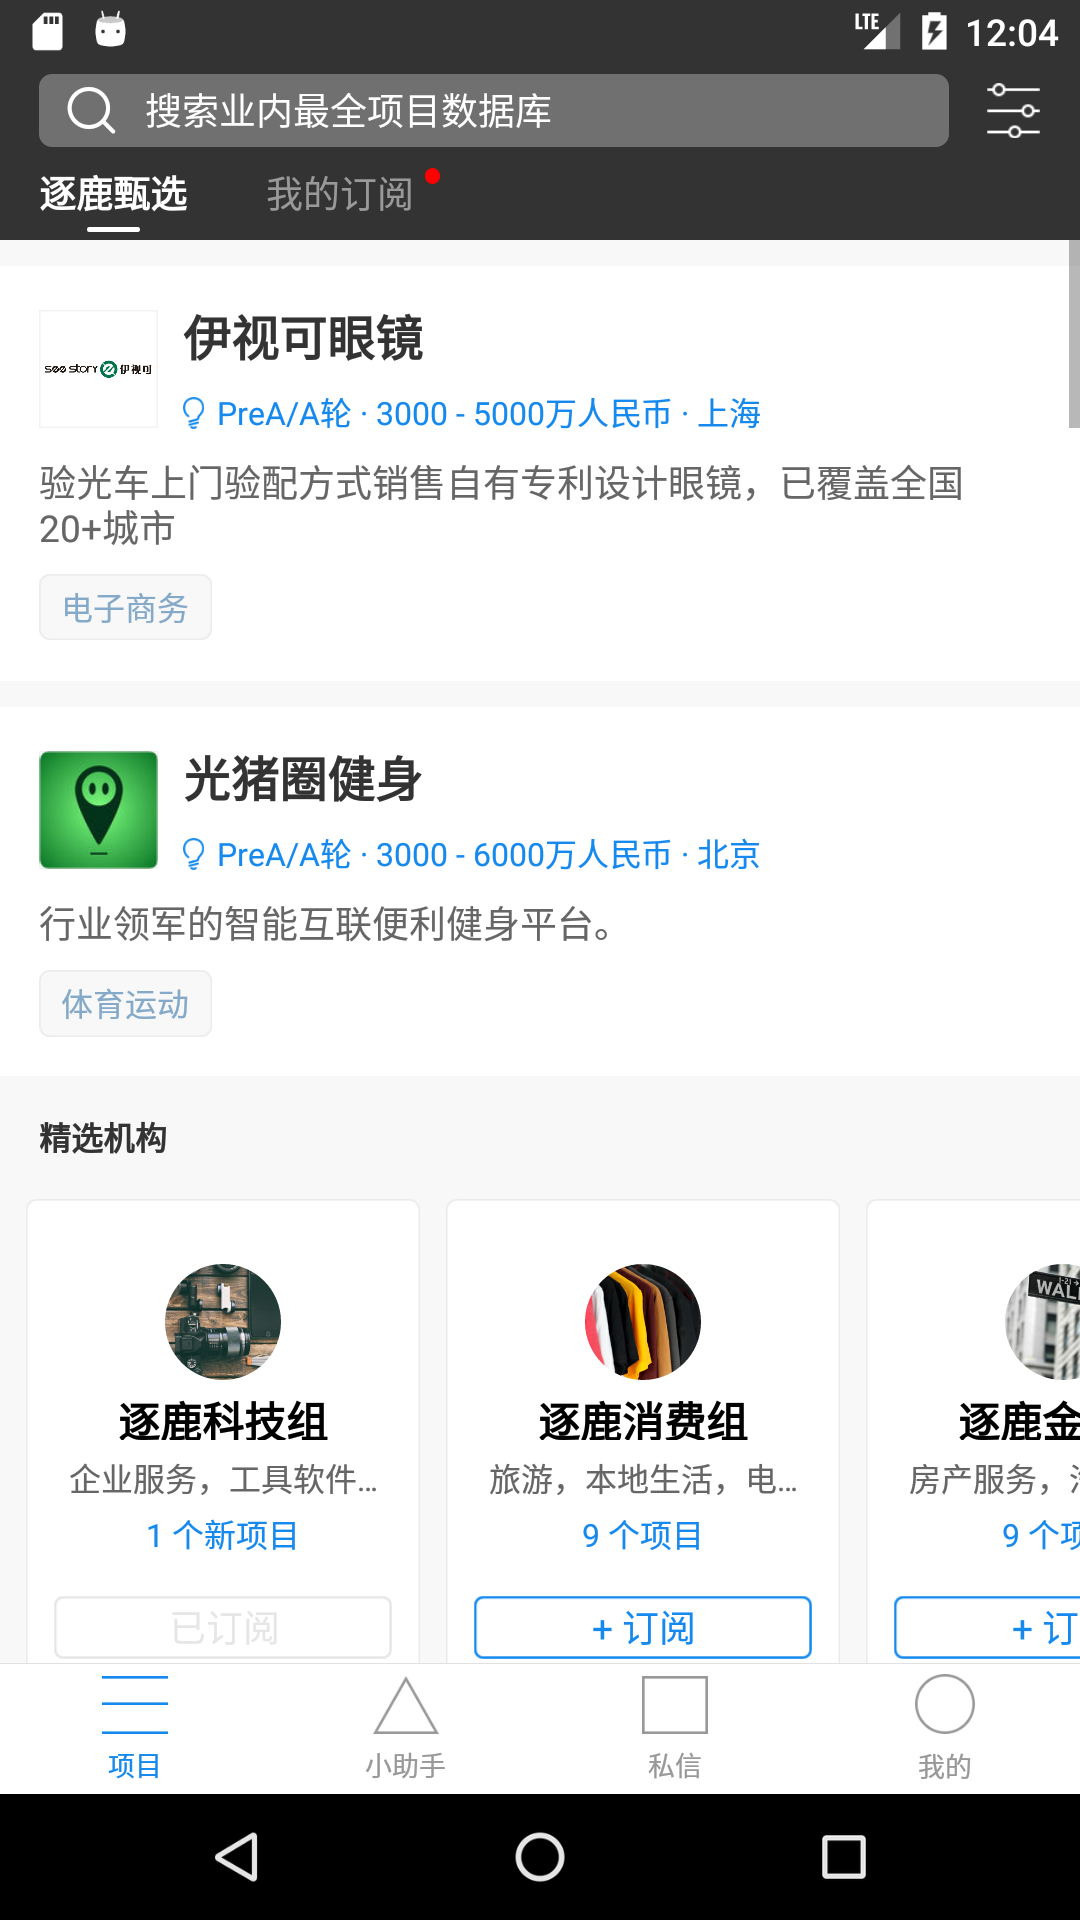 LTE 12:04
搜索业内最全项目数据库
逐鹿甄选 我的订阅
伊视可眼镜
see story 伊视可
PreA/A轮 · 3000 - 5000万人民币 · 上海
验光车上门验配方式销售自有专利设计眼镜，已覆盖全国
20+城市
电子商务
光猪圈健身
PreA/A轮 · 3000 - 6000万人民币 · 北京
行业领军的智能互联便利健身平台。
体育运动
精选机构
逐鹿科技组 逐鹿消费组 逐鹿金
企业服务，工具软件... 旅游，本地生活，电... 房产服务，
1 个新项目 9 个项目 9 个项
已订阅 + 订阅 + 订
项目 小助手 私信 我的